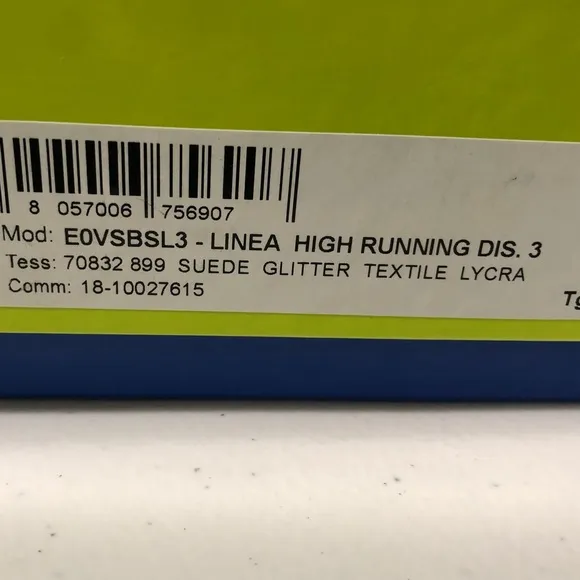 8 057006 756907
Mod: E0VSBSL3 - LINEA HIGH RUNNING DIS. 3
Tess: 70832 899 SUEDE GLITTER TEXTILE LYCRA
Comm: 18-10027615